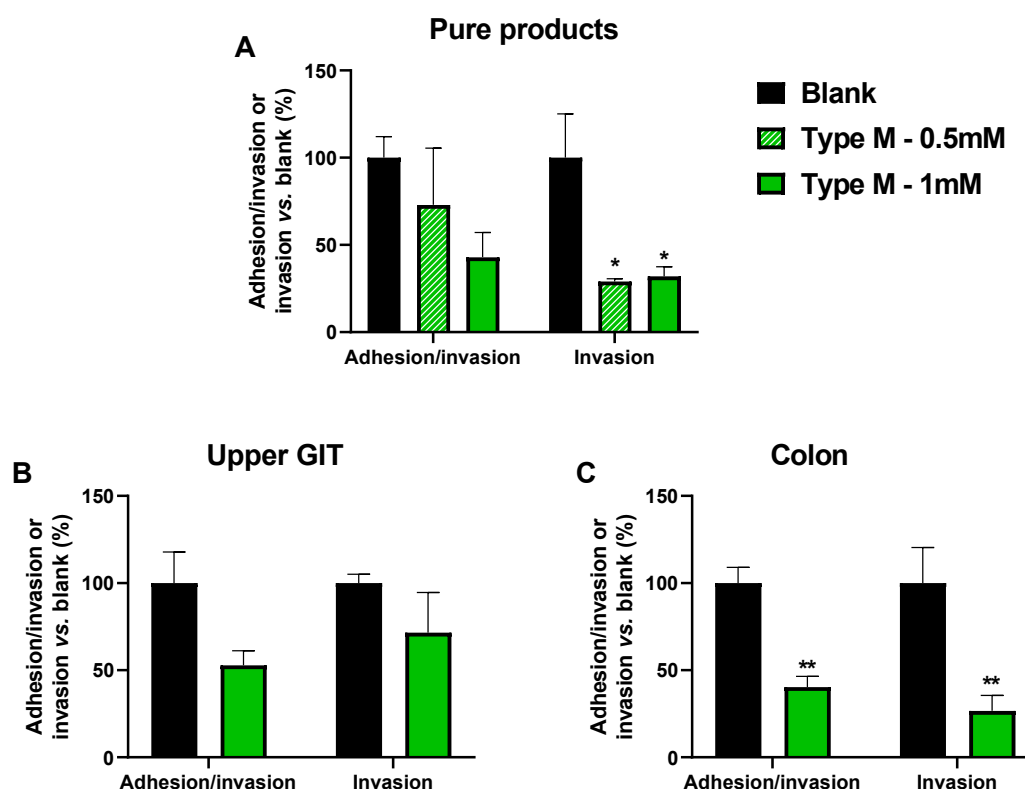 Pure products
A
Adhesion/invasion or
invasion vs. blank (%)
150
100
50
0
* *
Adhesion/invasion Invasion
Blank
Type M - 0.5mM
Type M - 1mM
Upper GIT
B
Adhesion/invasion or
invasion vs. blank (%)
150
100
50
0
Adhesion/invasion Invasion
Colon
C
Adhesion/invasion or
invasion vs. blank (%)
150
100
50
0
** **
Adhesion/invasion Invasion